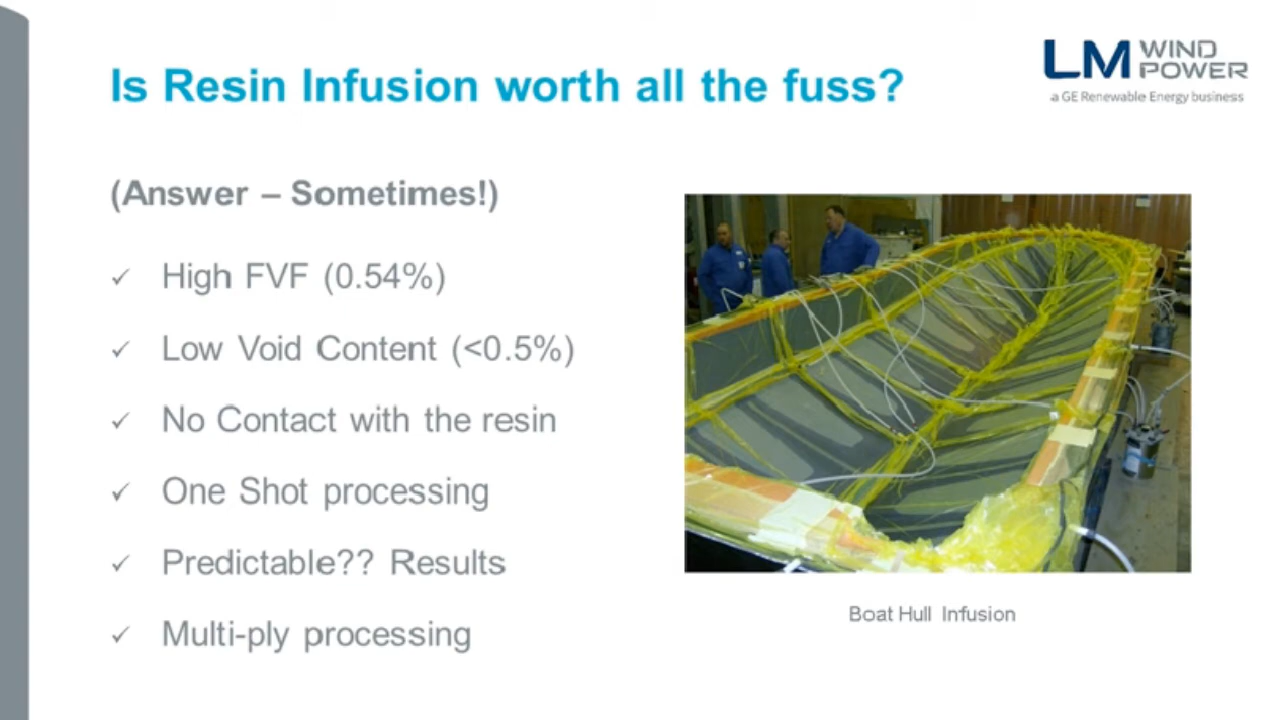 Is Resin Infusion worth all the fuss?
LM WIND POWER
a GE Renewable Energy business
(Answer – Sometimes!)
✓ High FVF (0.54%)
✓ Low Void Content (<0.5%)
✓ No Contact with the resin
✓ One Shot processing
✓ Predictable?? Results
✓ Multi-ply processing
Boat Hull Infusion